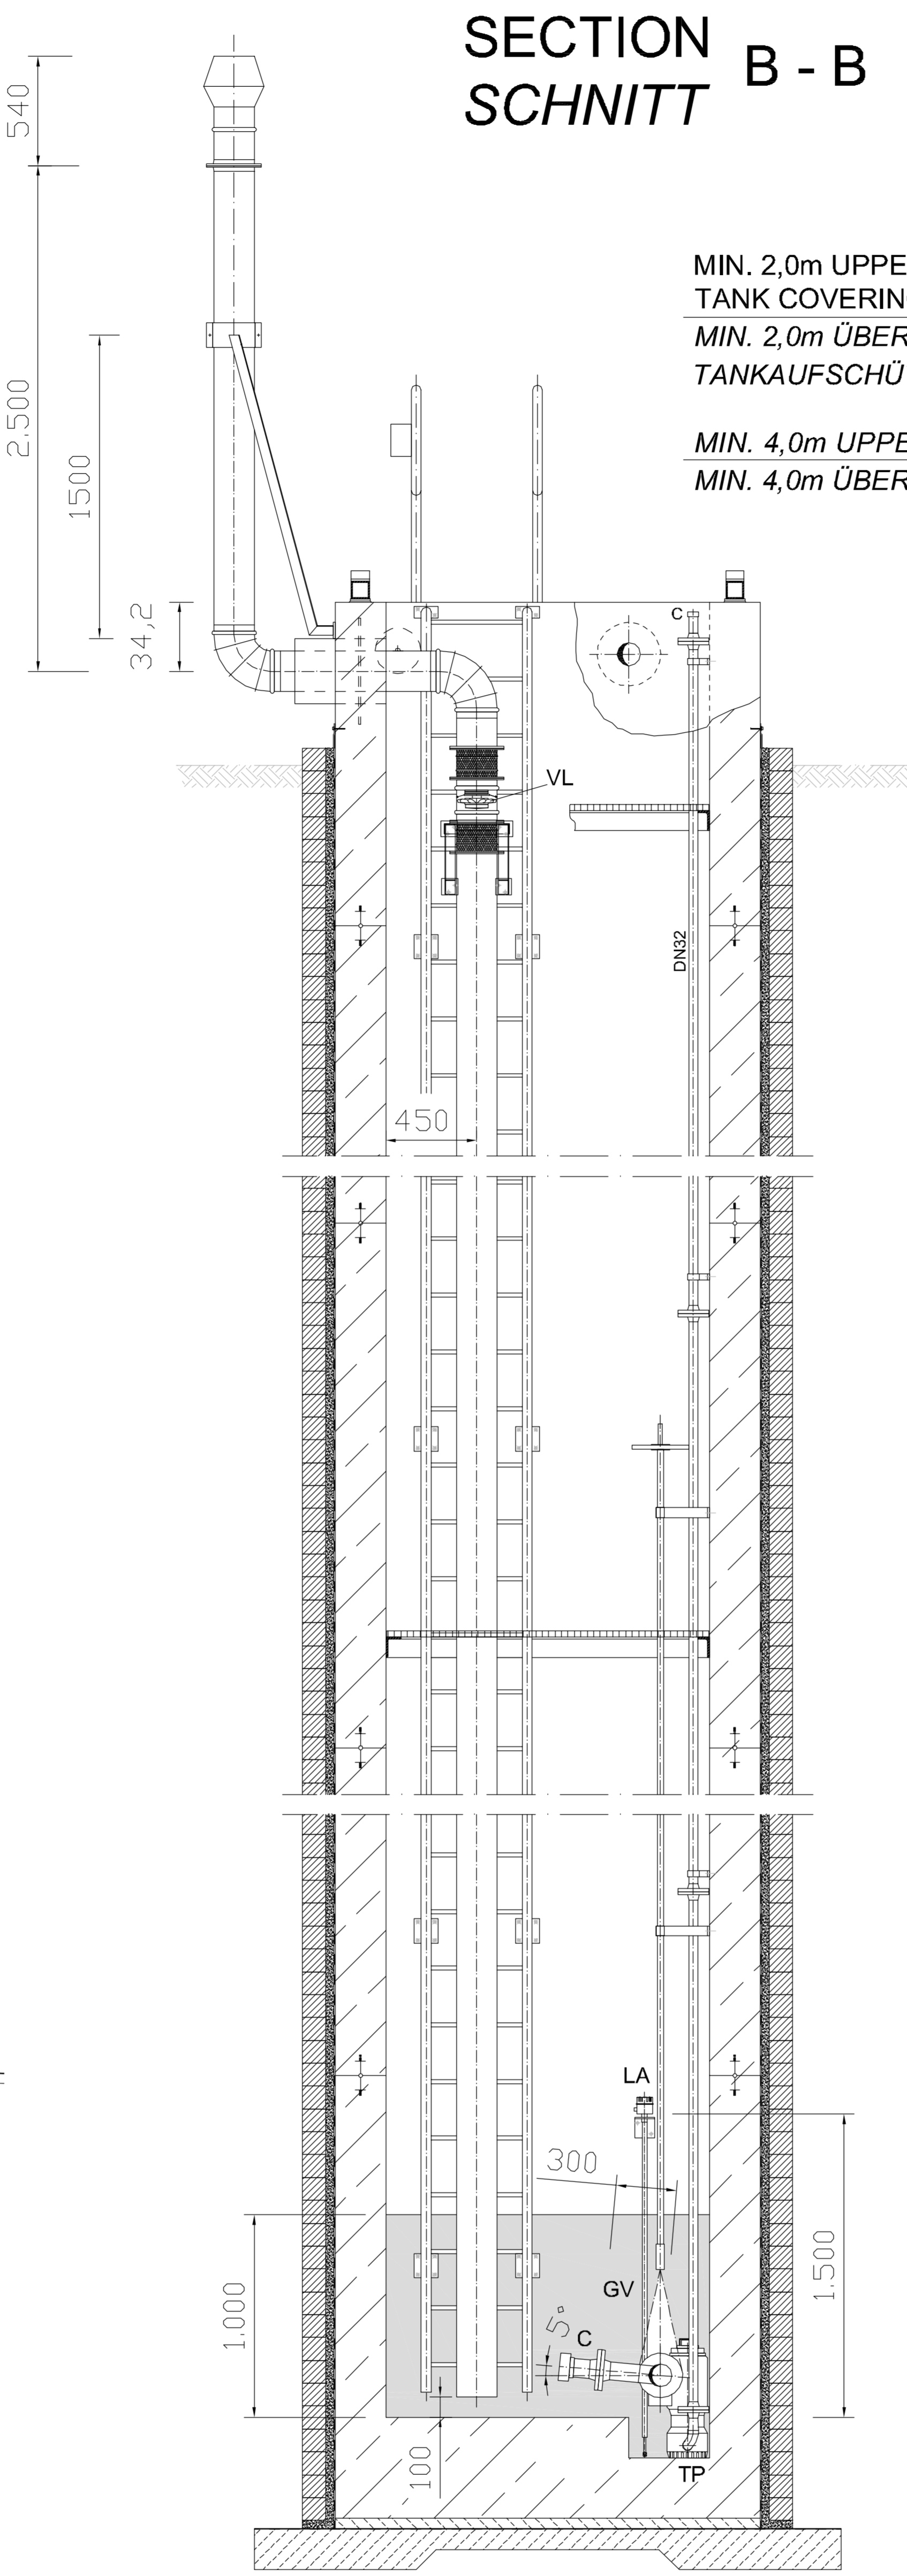 SECTION
SCHNITT
B - B
540
MIN. 2,0m UPPE
TANK COVERIN
MIN. 2,0m ÜBER
TANKAUFSCHÜ
2.500
MIN. 4,0m UPPE
MIN. 4,0m ÜBER
1500
34,2
C
VL
DN32
450
LA
300
1.000
1.500
GV
5°
C
100
TP